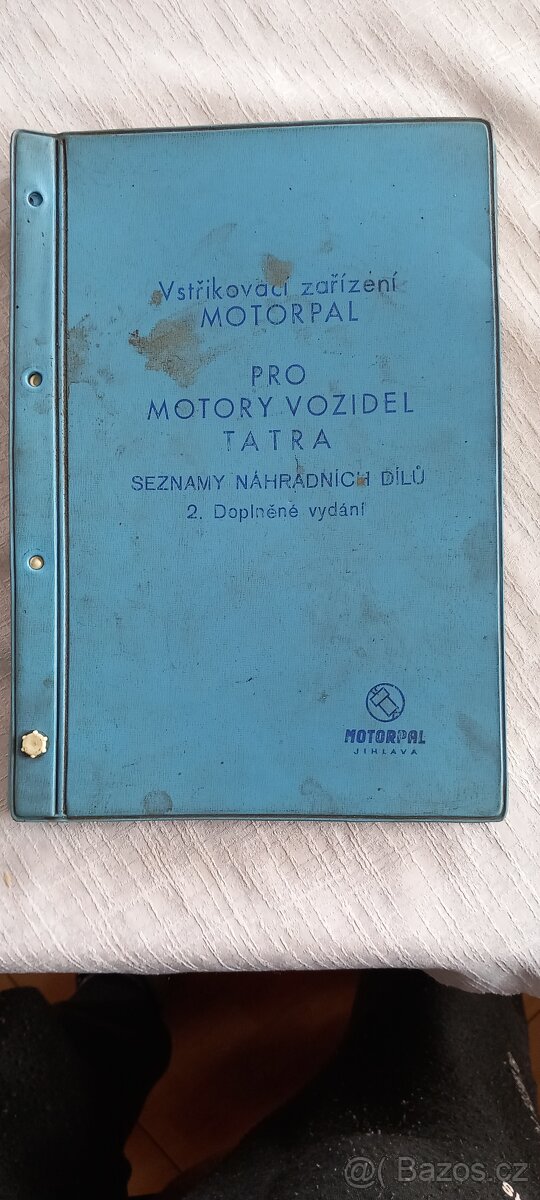 Vstřikovací zařízení
MOTORPAL
PRO
MOTORY VOZIDEL
TATRA
SEZNAMY NÁHRADNÍCH DÍLŮ
2. Doplněné vydání
MOTORPAL
JIHLAVA
@( Bazos.cz